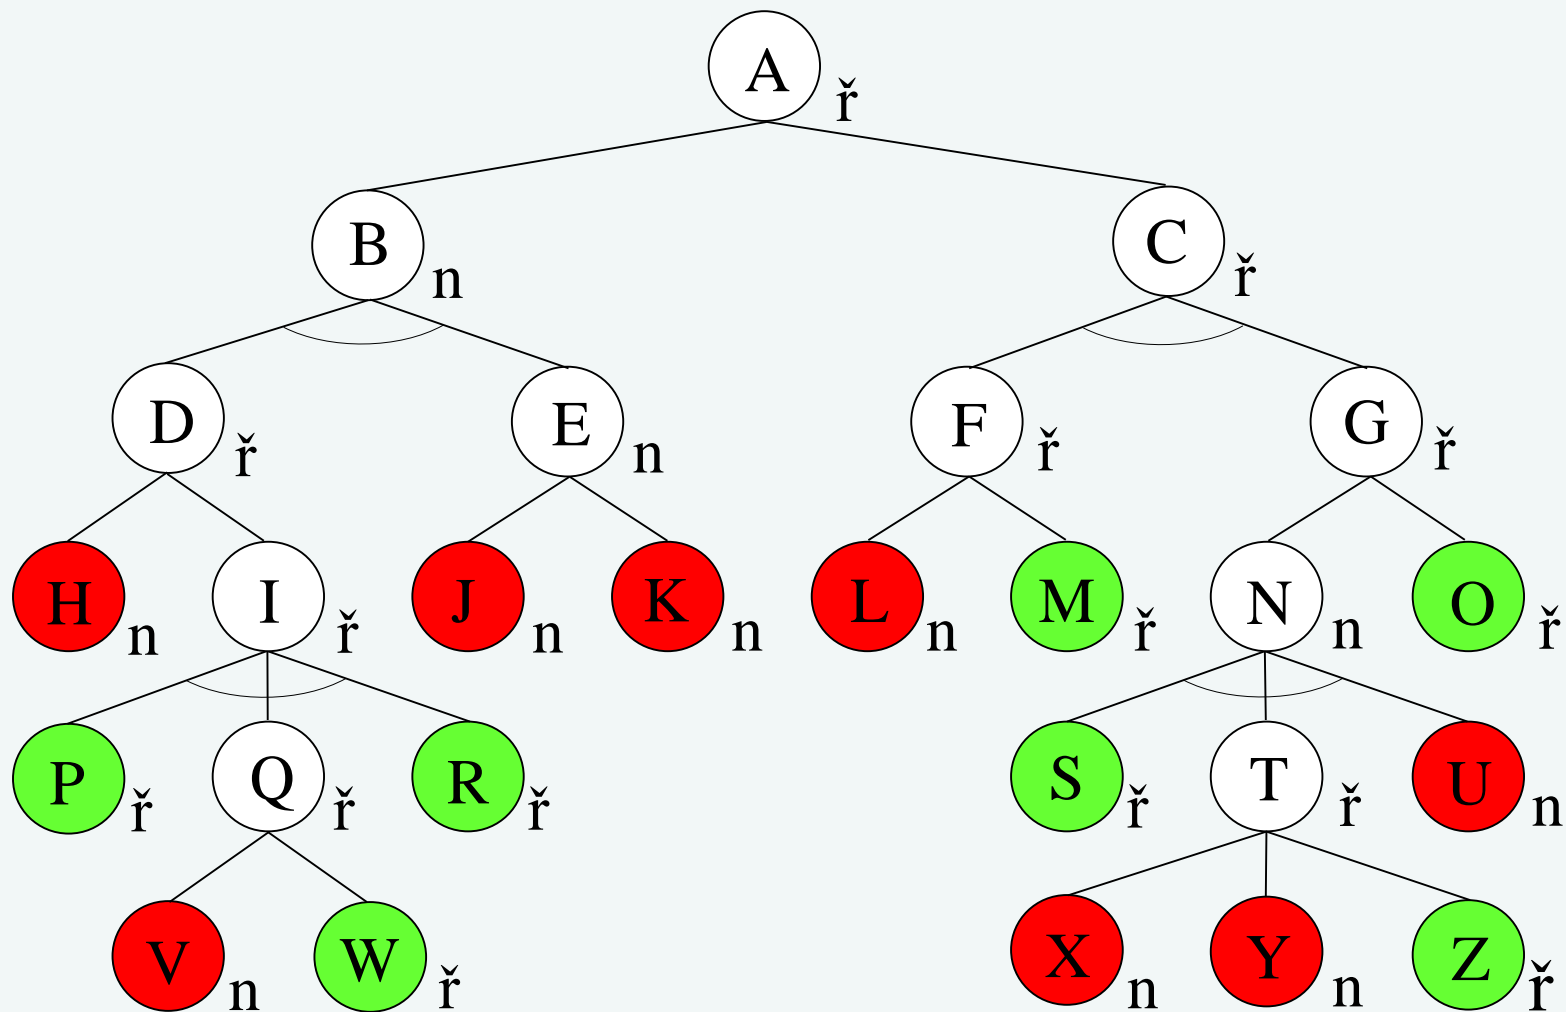 A ř
B n C ř
D ř E n F ř G ř
H n I ř J n K n L n M ř N n O ř
P ř Q ř R ř S ř T ř U n
V n W ř X n Y n Z ř